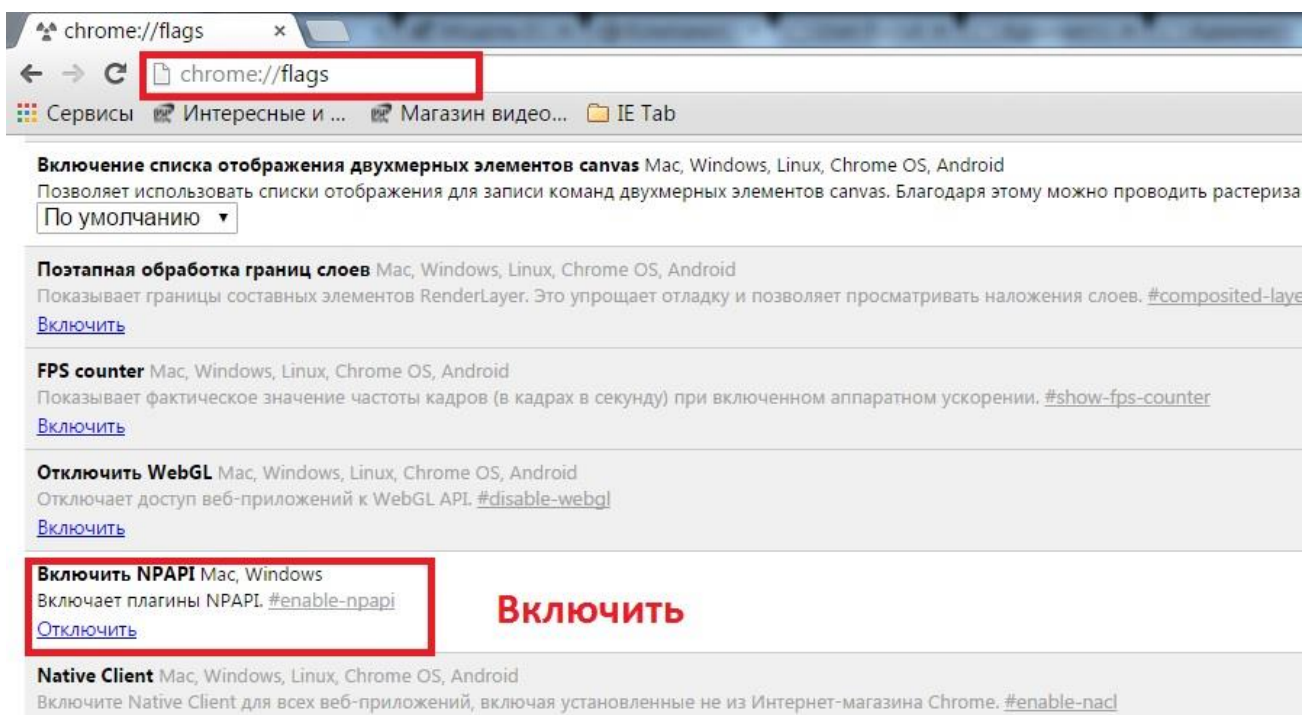 chrome://flags
chrome://flags
Сервисы Интересные и ... Магазин видео... IE Tab
Включение списка отображения двухмерных элементов canvas Mac, Windows, Linux, Chrome OS, Android
Позволяет использовать списки отображения для записи команд двухмерных элементов canvas. Благодаря этому можно проводить растериза
По умолчанию
Поэтапная обработка границ слоев Mac, Windows, Linux, Chrome OS, Android
Показывает границы составных элементов RenderLayer. Это упрощает отладку и позволяет просматривать наложения слоев. #composited-laye
Включить
FPS counter Mac, Windows, Linux, Chrome OS, Android
Показывает фактическое значение частоты кадров (в кадрах в секунду) при включенном аппаратном ускорении. #show-fps-counter
Включить
Отключить WebGL Mac, Windows, Linux, Chrome OS, Android
Отключает доступ веб-приложений к WebGL API. #disable-webgl
Включить
Включить NPAPI Mac, Windows
Включает плагины NPAPI. #enable-npapi
Включить
Отключить
Native Client Mac, Windows, Linux, Chrome OS, Android
Включите Native Client для всех веб-приложений, включая установленные не из Интернет-магазина Chrome. #enable-nacl